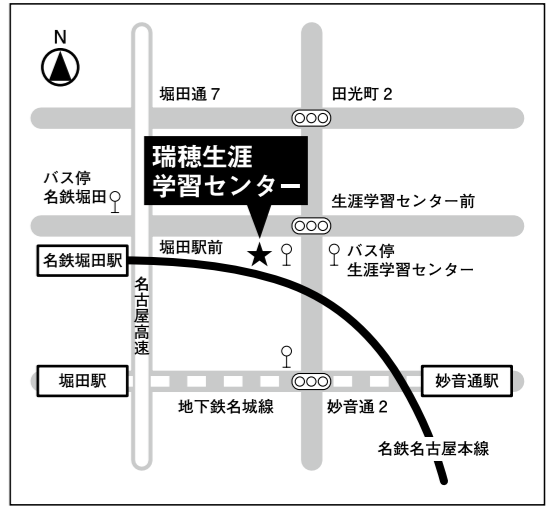 N
堀田通7
田光町2
瑞穂生涯
学習センター
バス停
名鉄堀田
生涯学習センター前
堀田駅前
バス停
生涯学習センター
名鉄堀田駅
名古屋高速
堀田駅
妙音通駅
地下鉄名城線
妙音通2
名鉄名古屋本線